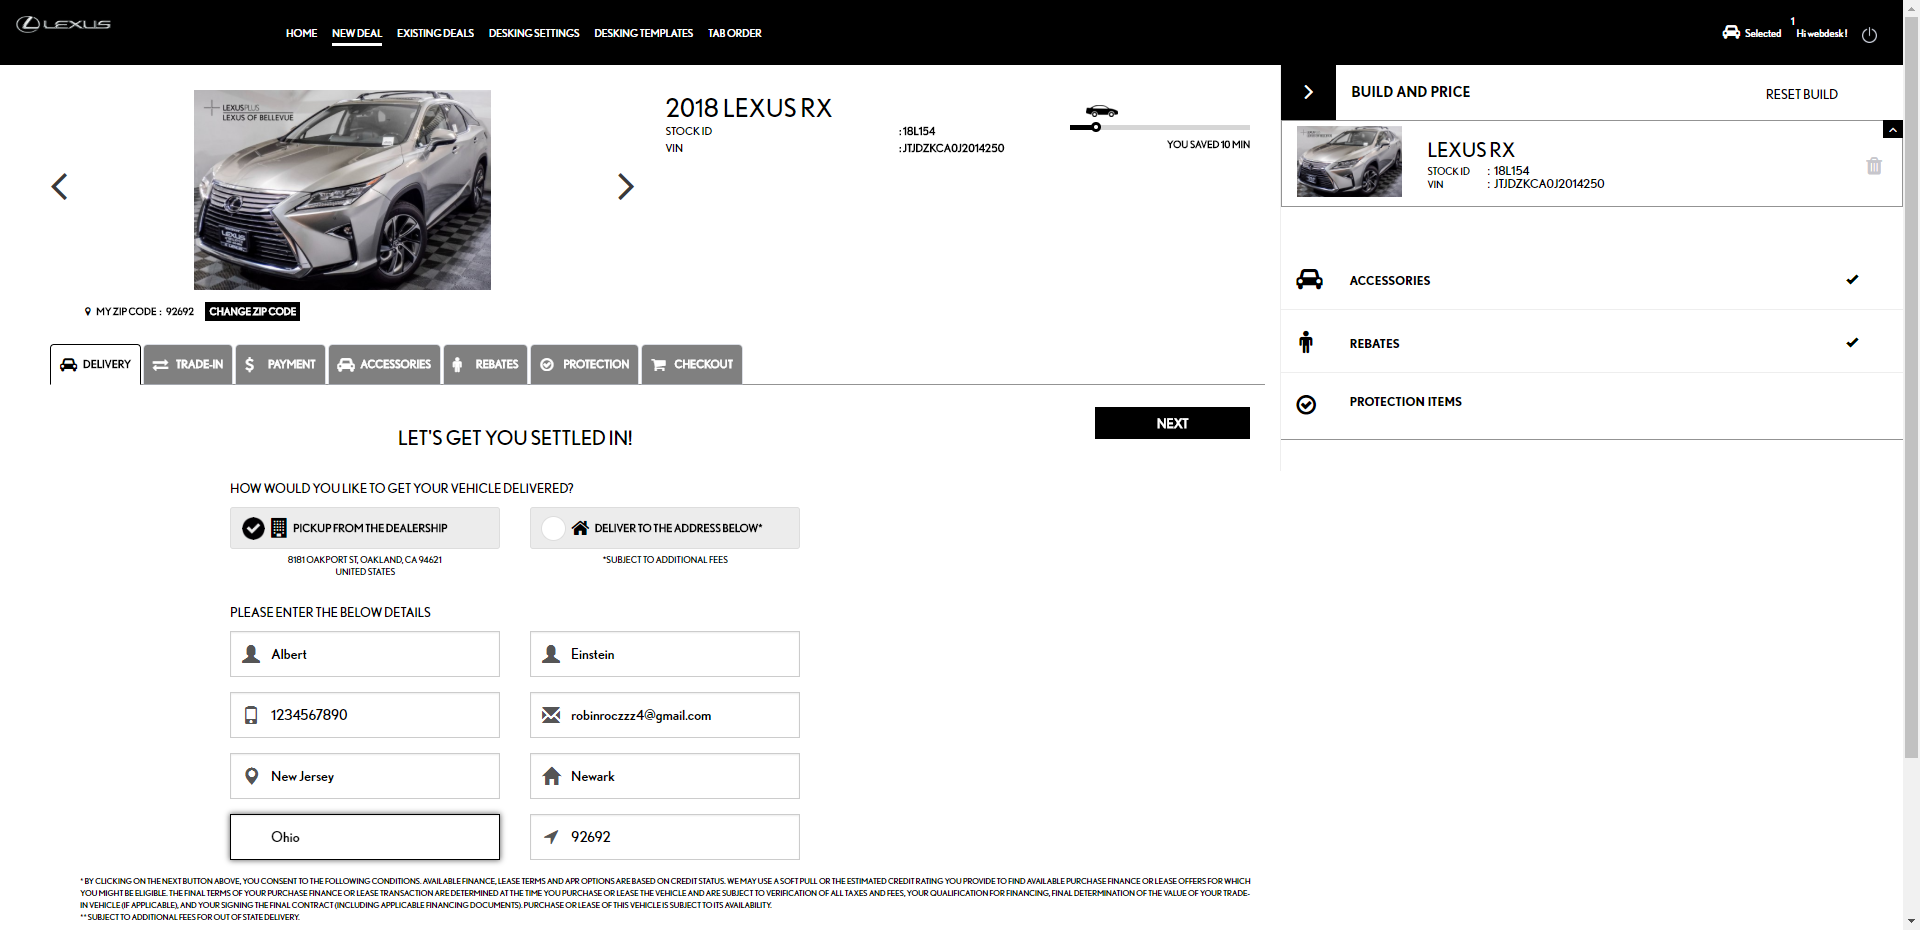 LEXUS
HOME NEW DEAL EXISTING DEALS DESKING SETTINGS DESKING TEMPLATES TAB ORDER
Selected 1 Hi webdesk!
LEXUSPLUS
LEXUS OF BELLEVUE
2018 LEXUS RX
STOCK ID : 18L154
VIN : JTJDZKCA0J2014250
YOU SAVED 10 MIN
MY ZIP CODE : 92692 CHANGE ZIP CODE
DELIVERY TRADE-IN PAYMENT ACCESSORIES REBATES PROTECTION CHECKOUT
NEXT
LET'S GET YOU SETTLED IN!
HOW WOULD YOU LIKE TO GET YOUR VEHICLE DELIVERED?
PICKUP FROM THE DEALERSHIP DELIVER TO THE ADDRESS BELOW*
8181 OAKPORT ST, OAKLAND, CA 94621 *SUBJECT TO ADDITIONAL FEES
UNITED STATES
PLEASE ENTER THE BELOW DETAILS
Albert Einstein
1234567890 robinroczzz4@gmail.com
New Jersey Newark
Ohio 92692
* BY CLICKING ON THE NEXT BUTTON ABOVE, YOU CONSENT TO THE FOLLOWING CONDITIONS. AVAILABLE FINANCE, LEASE TERMS AND APR OPTIONS ARE BASED ON CREDIT STATUS. WE MAY USE A SOFT PULL OR THE ESTIMATED CREDIT RATING YOU PROVIDE TO FIND AVAILABLE PURCHASE FINANCE OR LEASE OFFERS FOR WHICH
YOU MIGHT BE ELIGIBLE. THE FINAL TERMS OF YOUR PURCHASE FINANCE OR LEASE TRANSACTION ARE DETERMINED AT THE TIME YOU PURCHASE OR LEASE THE VEHICLE AND ARE SUBJECT TO VERIFICATION OF ALL TAXES AND FEES, YOUR QUALIFICATION FOR FINANCING, FINAL DETERMINATION OF THE VALUE OF YOUR TRADE-
IN VEHICLE (IF APPLICABLE), AND YOUR SIGNING THE FINAL CONTRACT (INCLUDING APPLICABLE FINANCING DOCUMENTS). PURCHASE OR LEASE OF THIS VEHICLE IS SUBJECT TO ITS AVAILABILITY.
** SUBJECT TO ADDITIONAL FEES FOR OUT OF STATE DELIVERY.
BUILD AND PRICE RESET BUILD
LEXUS RX
STOCK ID : 18L154
VIN : JTJDZKCA0J2014250
ACCESSORIES
REBATES
PROTECTION ITEMS